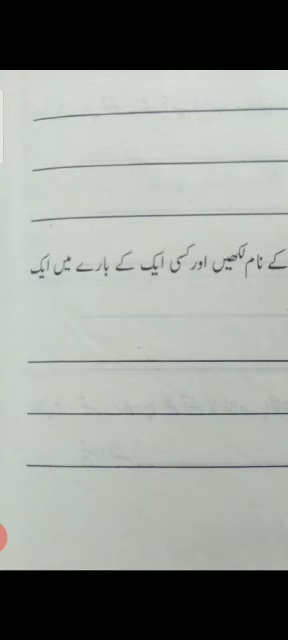 کے نام لکھیں اور کسی ایک کے بارے میں ایک